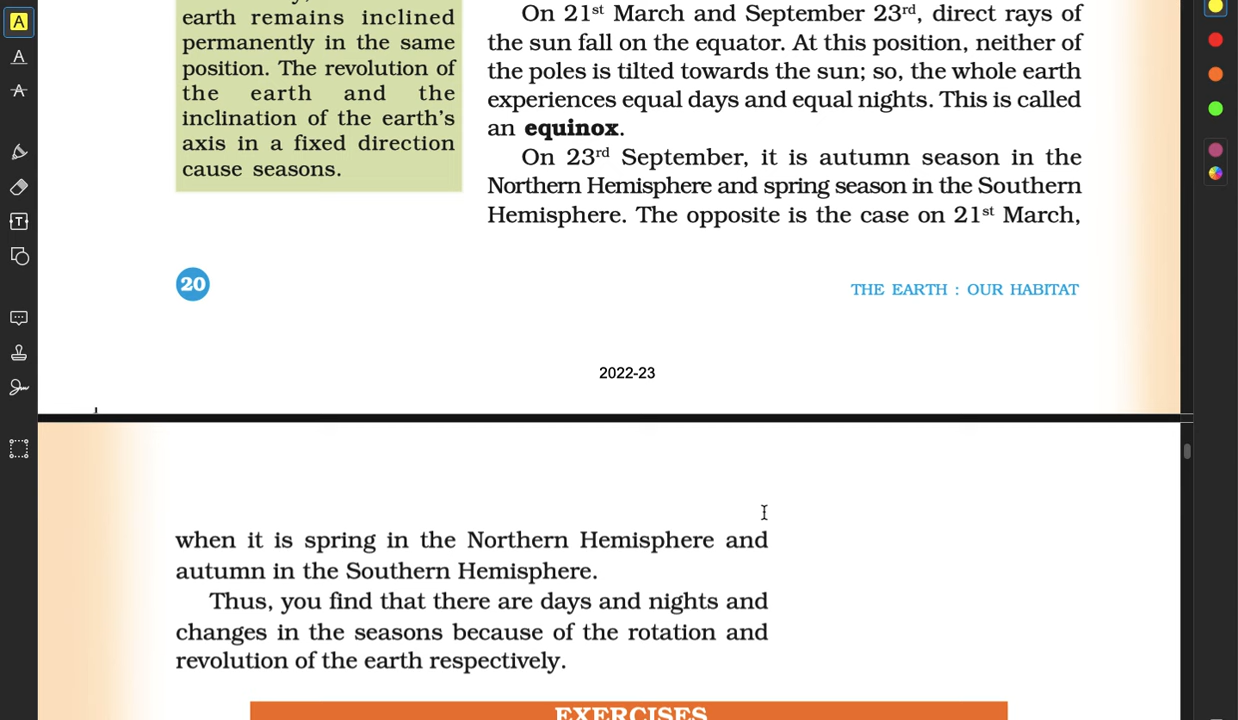 earth remains inclined
permanently in the same
position. The revolution of
the earth and the
inclination of the earth's
axis in a fixed direction
cause seasons.
On 21st March and September 23rd, direct rays of
the sun fall on the equator. At this position, neither of
the poles is tilted towards the sun; so, the whole earth
experiences equal days and equal nights. This is called
an equinox.
On 23rd September, it is autumn season in the
Northern Hemisphere and spring season in the Southern
Hemisphere. The opposite is the case on 21st March,
20
THE EARTH : OUR HABITAT
2022-23
when it is spring in the Northern Hemisphere and
autumn in the Southern Hemisphere.
Thus, you find that there are days and nights and
changes in the seasons because of the rotation and
revolution of the earth respectively.
EXERCISES
A
A
A
T